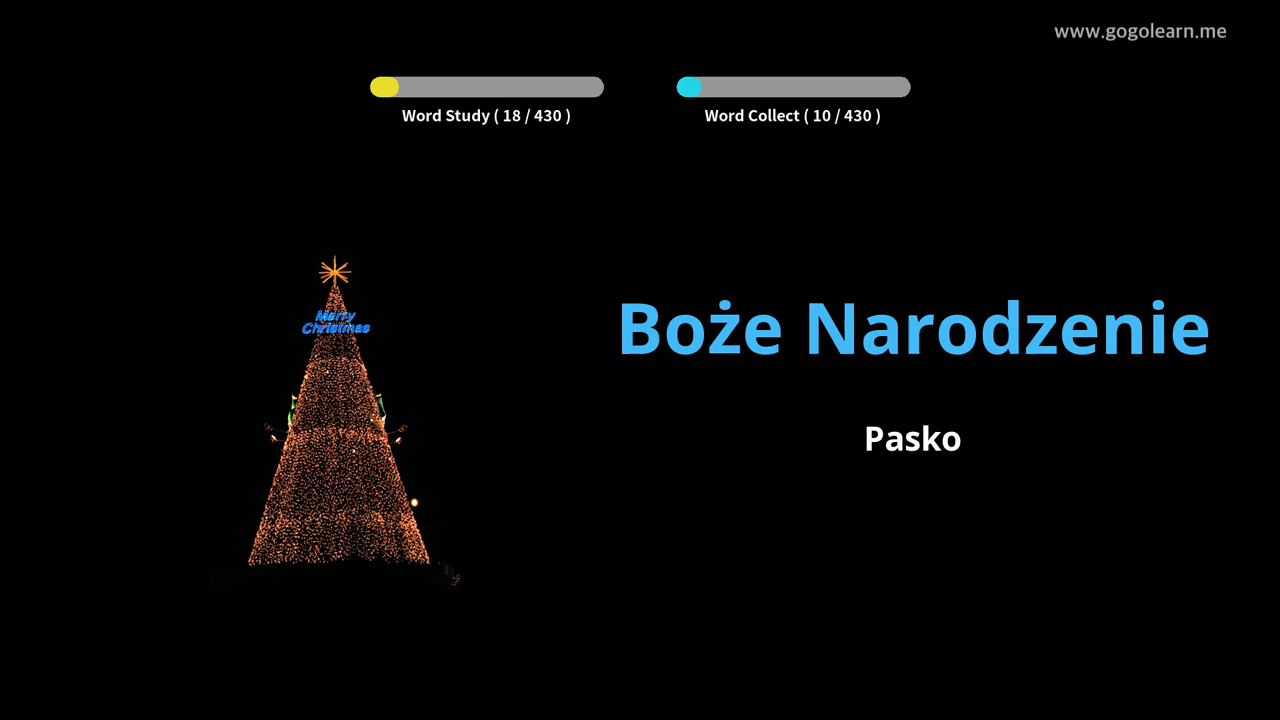 www.gogolearn.me
Word Study ( 18 / 430 )
Word Collect ( 10 / 430 )
Merry
Christmas
Boże Narodzenie
Pasko